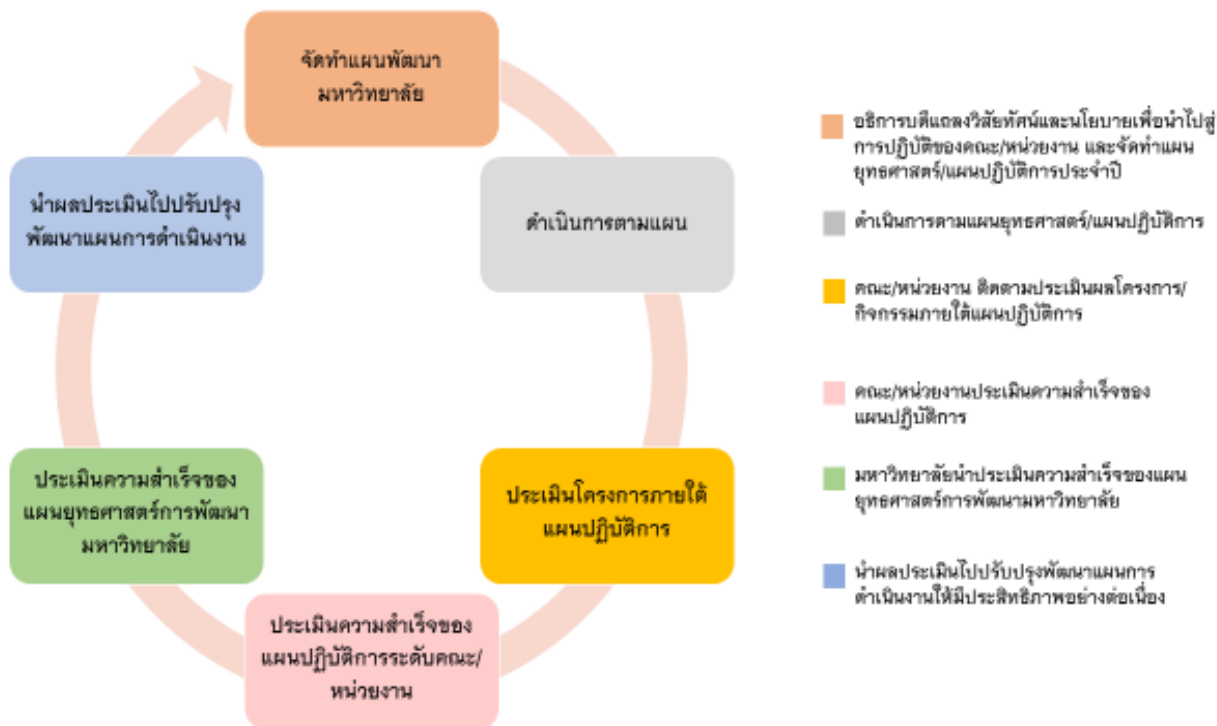 จัดทำแผนพัฒนา
มหาวิทยาลัย
ดำเนินการตามแผน
ประเมินโครงการภายใต้
แผนปฏิบัติการ
ประเมินความสำเร็จของ
แผนปฏิบัติการระดับคณะ/
หน่วยงาน
ประเมินความสำเร็จของ
แผนยุทธศาสตร์การพัฒนา
มหาวิทยาลัย
นำผลประเมินไปปรับปรุง
พัฒนาแผนการดำเนินงาน
อธิการบดีแถลงวิสัยทัศน์และนโยบายเพื่อนำไปสู่
การปฏิบัติของคณะ/หน่วยงาน และจัดทำแผน
ยุทธศาสตร์/แผนปฏิบัติการประจำปี
ดำเนินการตามแผนยุทธศาสตร์/แผนปฏิบัติการ
คณะ/หน่วยงาน ติดตามประเมินผลโครงการ/
กิจกรรมภายใต้แผนปฏิบัติการ
คณะ/หน่วยงานประเมินความสำเร็จของ
แผนปฏิบัติการ
มหาวิทยาลัยนำประเมินความสำเร็จของแผน
ยุทธศาสตร์การพัฒนามหาวิทยาลัย
นำผลประเมินไปปรับปรุงพัฒนาแผนการ
ดำเนินงานให้มีประสิทธิภาพอย่างต่อเนื่อง